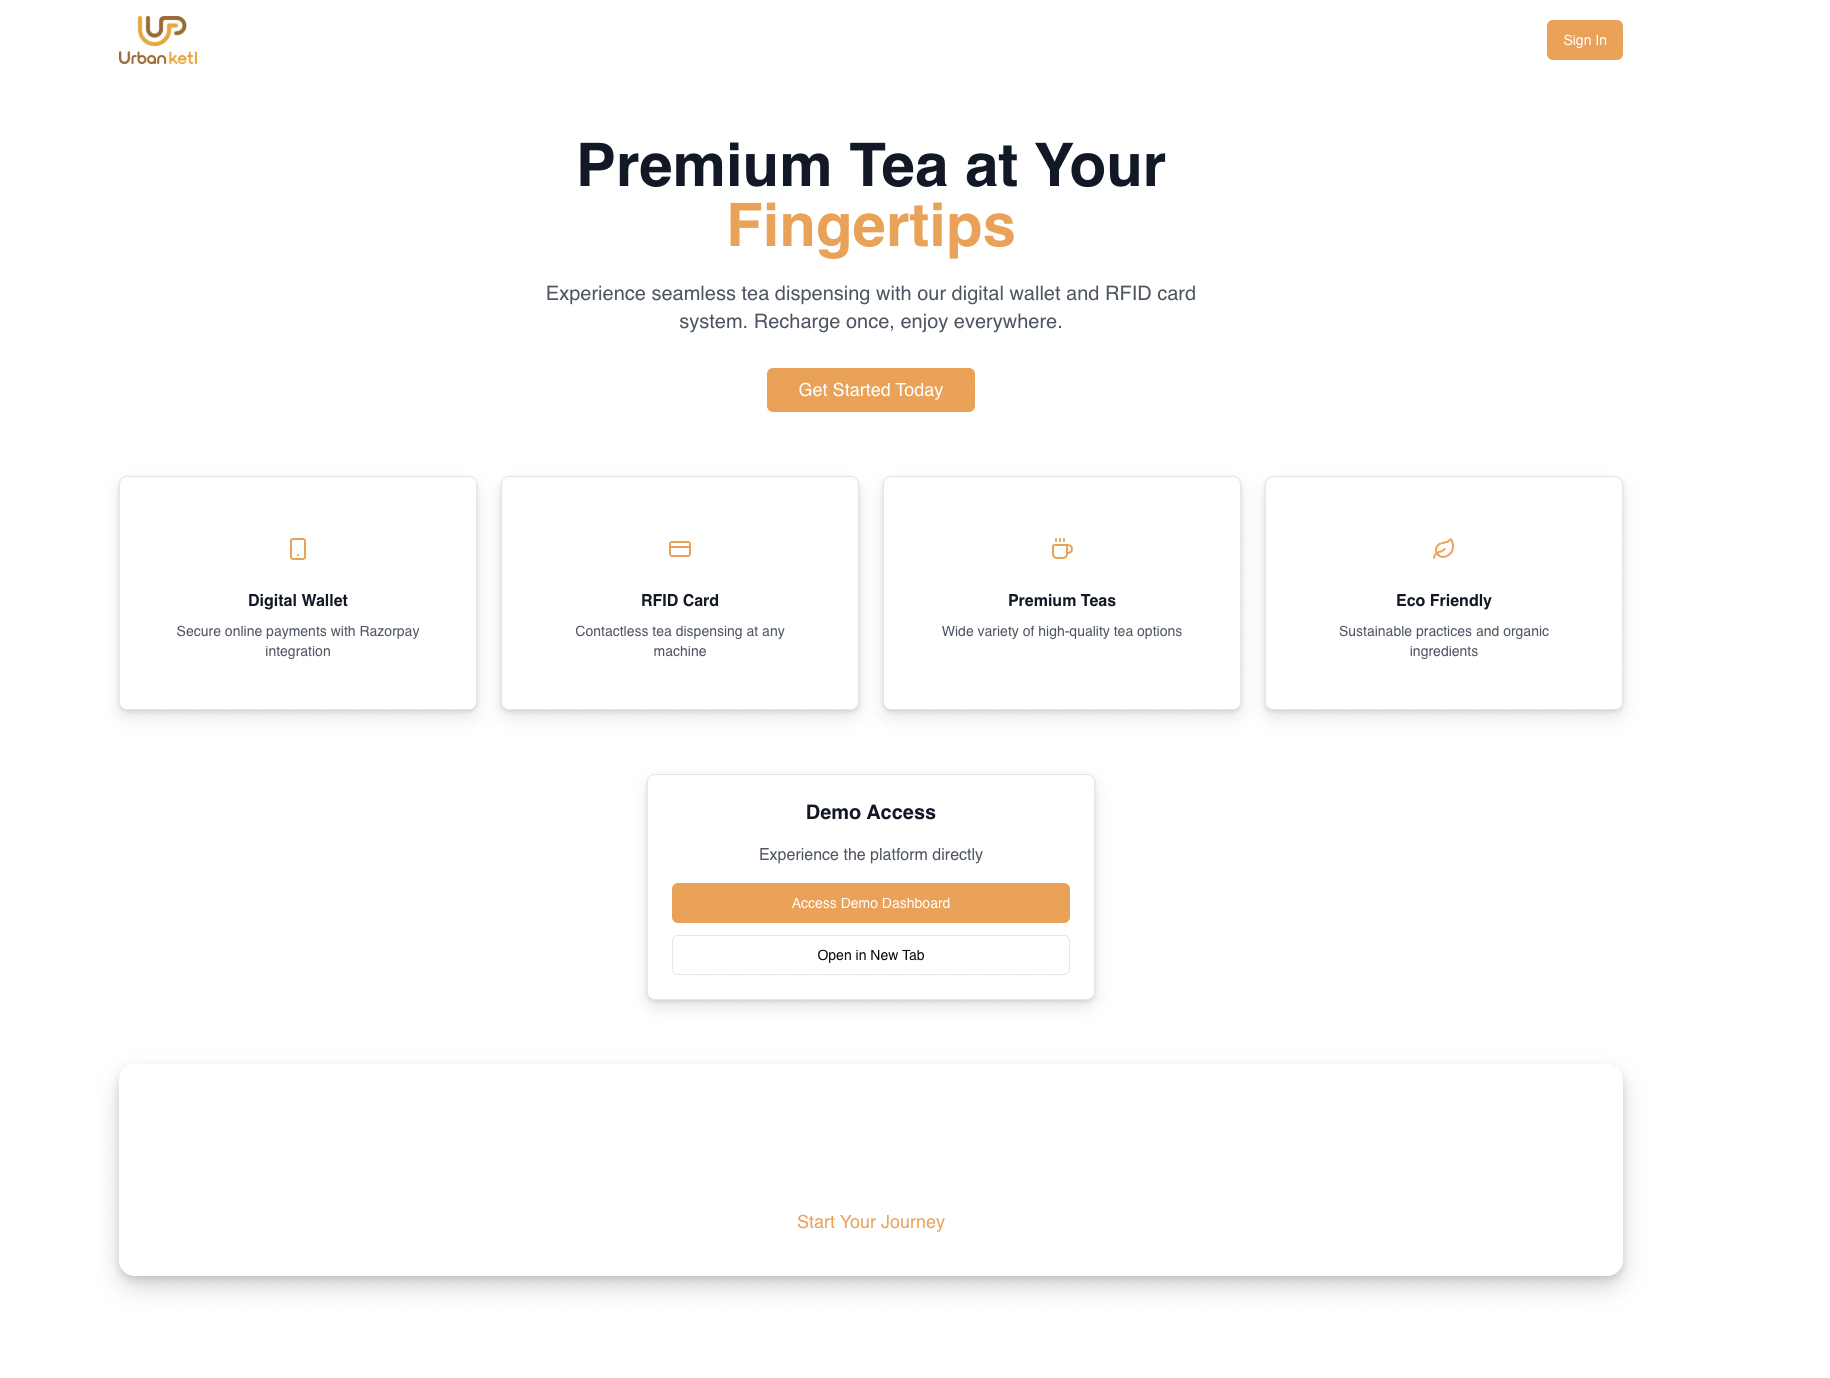 UP
Urbanketl
Sign In
Premium Tea at Your
Fingertips
Experience seamless tea dispensing with our digital wallet and RFID card
system. Recharge once, enjoy everywhere.
Get Started Today
Digital Wallet
Secure online payments with Razorpay
integration
RFID Card
Contactless tea dispensing at any
machine
Premium Teas
Wide variety of high-quality tea options
Eco Friendly
Sustainable practices and organic
ingredients
Demo Access
Experience the platform directly
Access Demo Dashboard
Open in New Tab
Start Your Journey